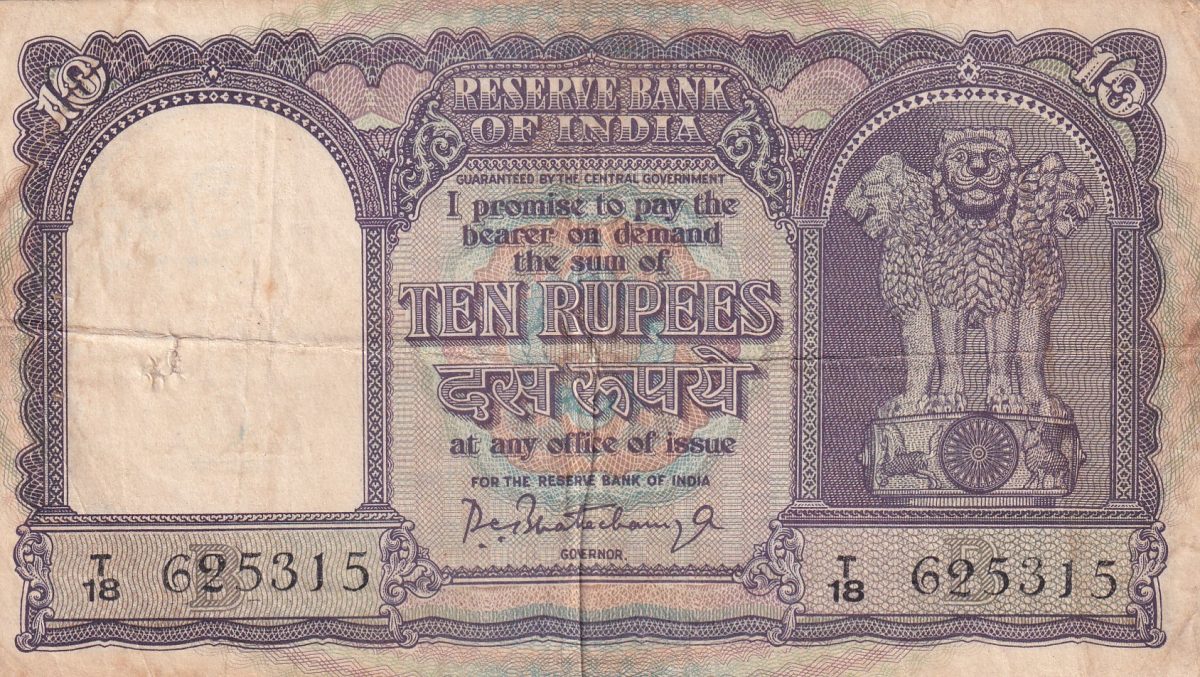 10
10
RESERVE BANK
OF INDIA
GUARANTEED BY THE CENTRAL GOVERNMENT
I promise to pay the
bearer on demand
the sum of
TEN RUPEES
दस रूपये
at any office of issue
FOR THE RESERVE BANK OF INDIA
P.C. Bhattacharyya
GOVERNOR.
T/18 B 625315
T/18 B 625315